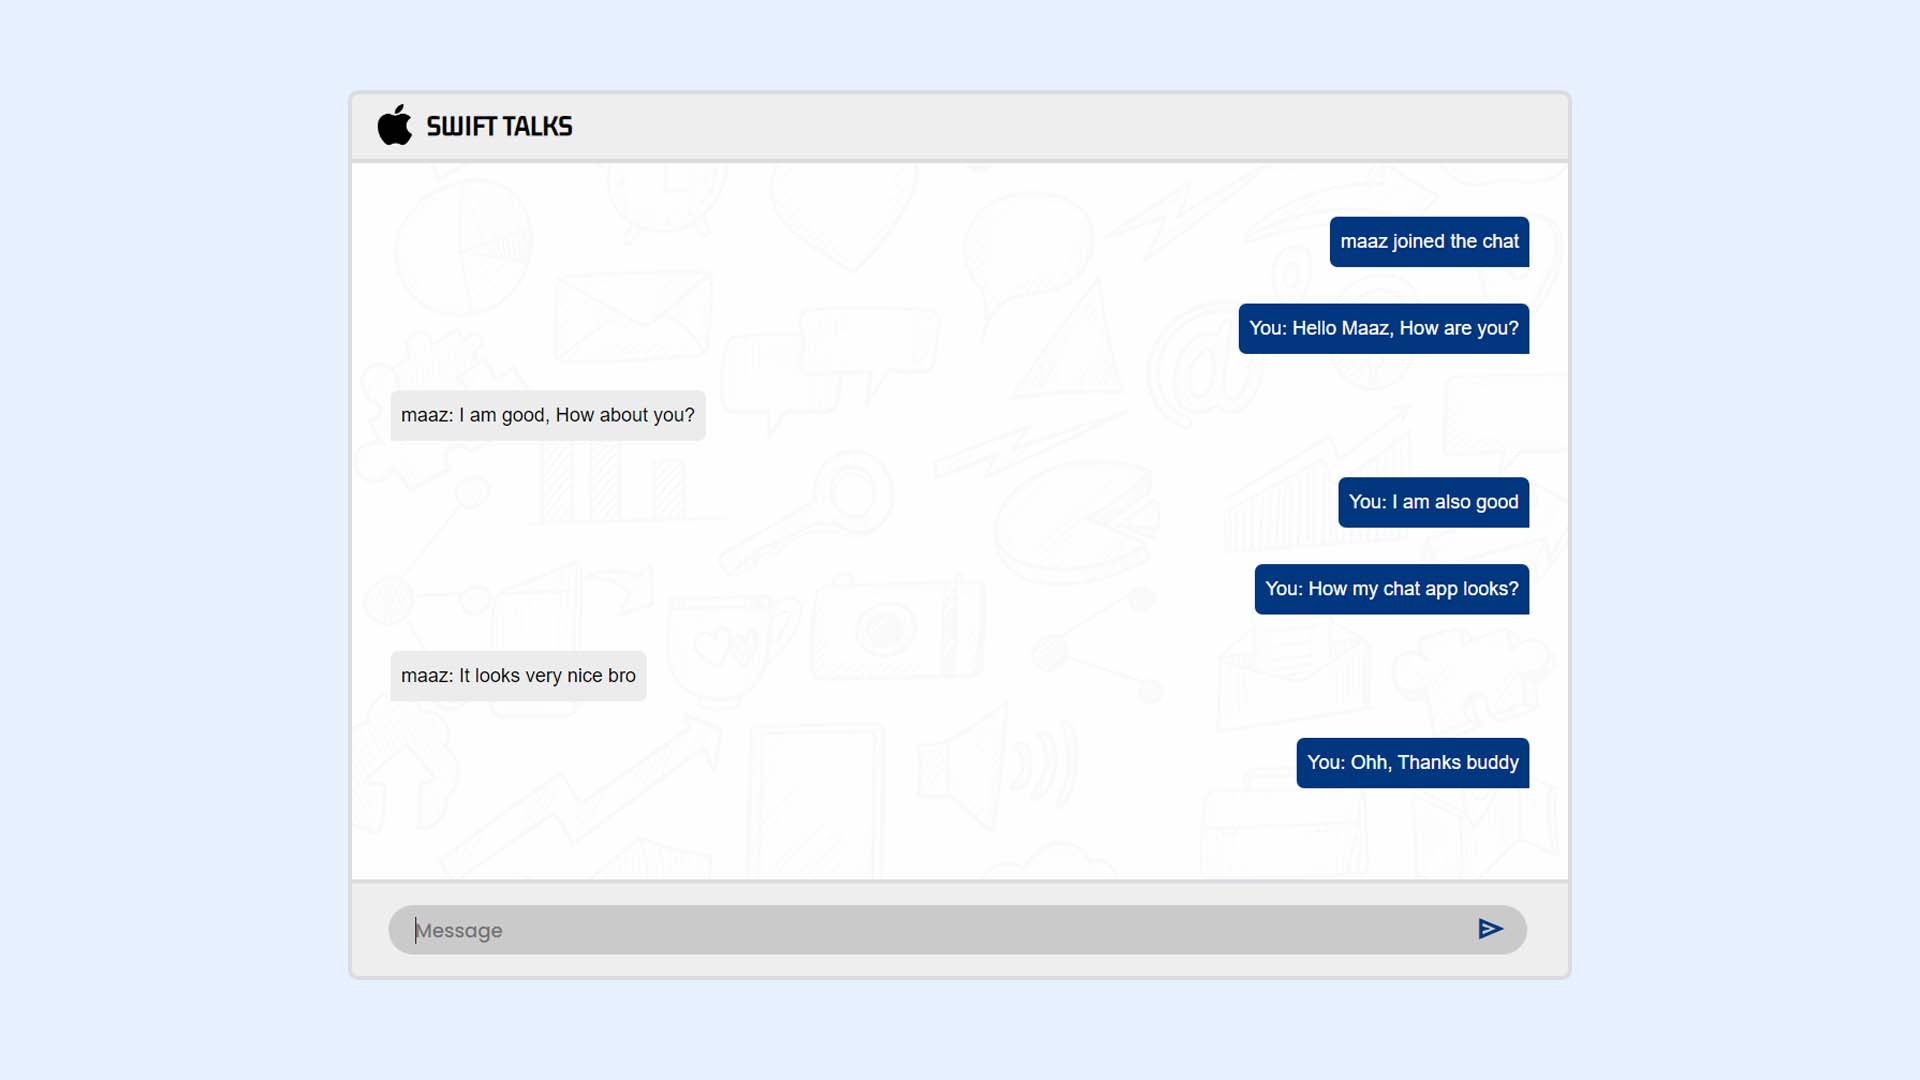 SWIFT TALKS
maaz joined the chat
You: Hello Maaz, How are you?
maaz: I am good, How about you?
You: I am also good
You: How my chat app looks?
maaz: It looks very nice bro
You: Ohh, Thanks buddy
Message